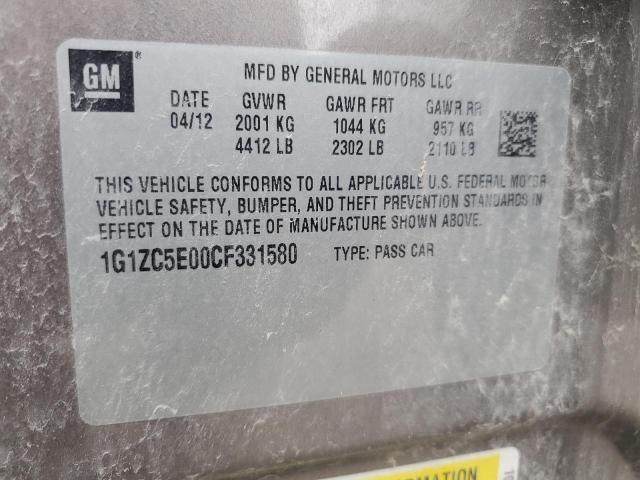 GM
®
MFD BY GENERAL MOTORS LLC
DATE GVWR GAWR FRT GAWR RR
04/12 2001 KG 1044 KG 957 KG
4412 LB 2302 LB 2110 LB
THIS VEHICLE CONFORMS TO ALL APPLICABLE U.S. FEDERAL MOTOR
VEHICLE SAFETY, BUMPER, AND THEFT PREVENTION STANDARDS IN
EFFECT ON THE DATE OF MANUFACTURE SHOWN ABOVE.
1G1ZC5E00CF331580 TYPE: PASS CAR